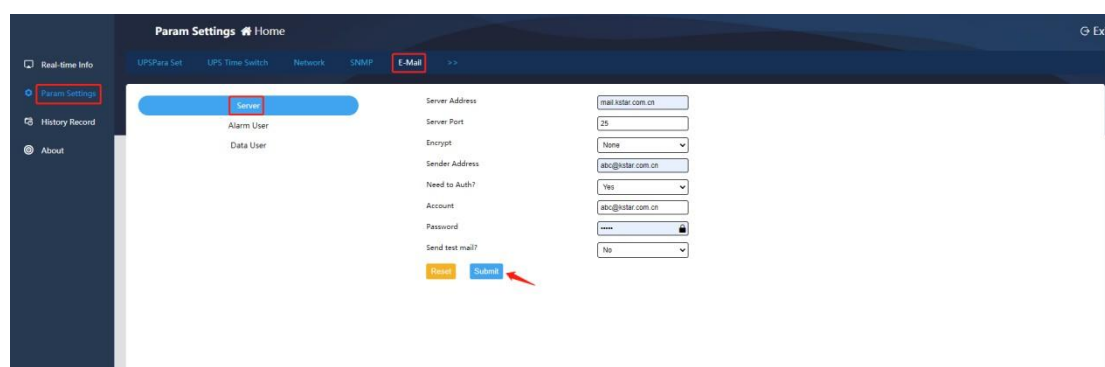 Param Settings Home
Ex
Real-time Info
Param Settings
History Record
About
UPSPara Set UPS Time Switch Network SNMP E-Mail >>
Server
Alarm User
Data User
Server Address mail.kstar.com.cn
Server Port 25
Encrypt None
Sender Address abc@kstar.com.cn
Need to Auth? Yes
Account abc@kstar.com.cn
Password •••••
Send test mail? No
Reset Submit